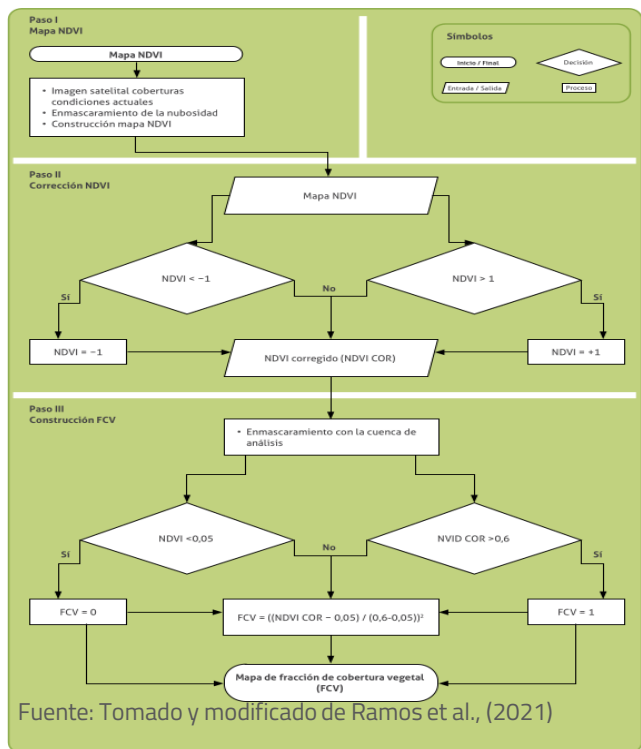 Paso I
Mapa NDVI
Mapa NDVI
• Imagen satelital coberturas
condiciones actuales
• Enmascaramiento de la nubosidad
• Construcción mapa NDVI
Símbolos
Inicio / Final
Decisión
Entrada / Salida
Proceso
Paso II
Corrección NDVI
Mapa NDVI
NDVI < −1
No
NDVI > 1
Sí
Sí
NDVI = −1
NDVI corregido (NDVI COR)
NDVI = +1
Paso III
Construcción FCV
• Enmascaramiento con la cuenca de
análisis
NDVI <0,05
No
NVID COR >0,6
Sí
Sí
FCV = 0
FCV = ((NDVI COR − 0,05) / (0,6-0,05))²
FCV = 1
Mapa de fracción de cobertura vegetal
(FCV)
Fuente: Tomado y modificado de Ramos et al., (2021)